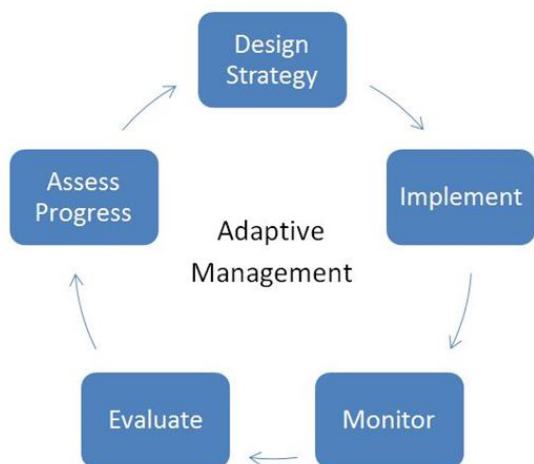 Design
Strategy
Implement
Monitor
Evaluate
Assess
Progress
Adaptive
Management